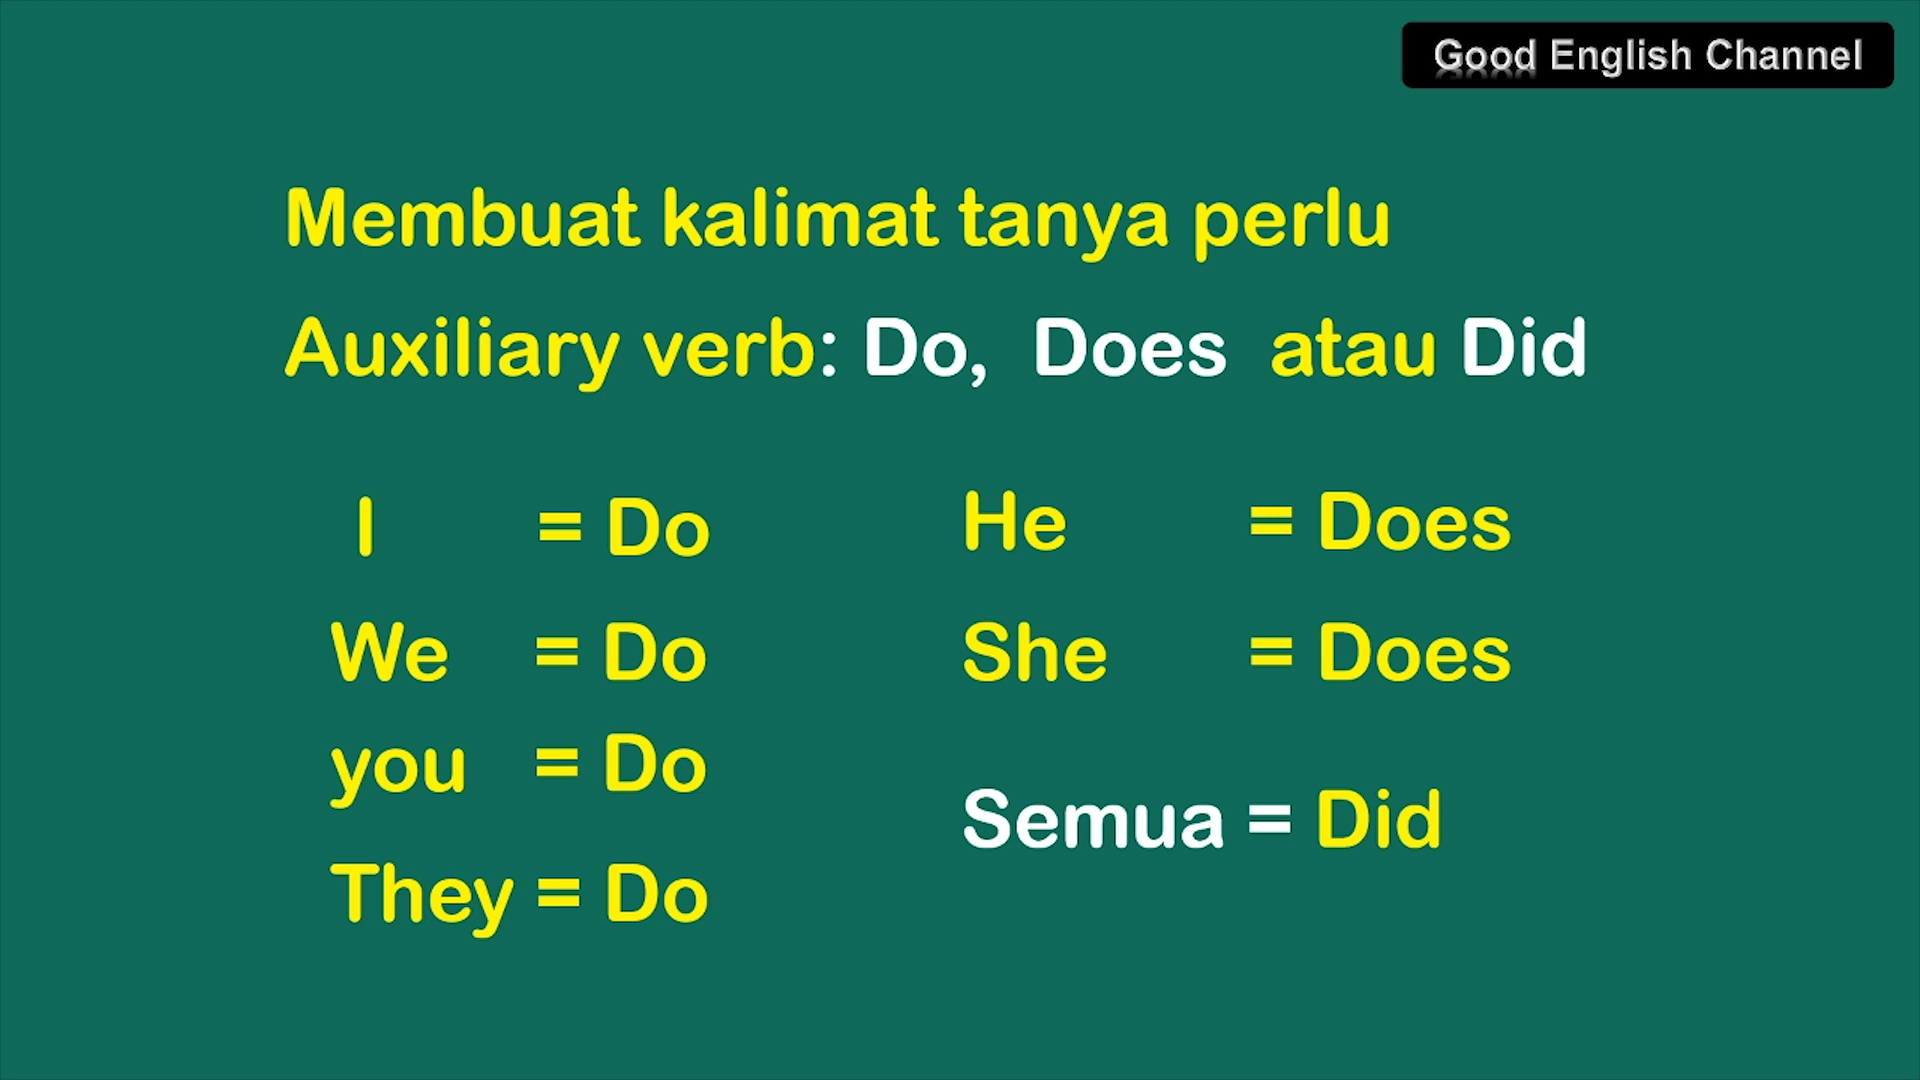 Good English Channel
Membuat kalimat tanya perlu
Auxiliary verb: Do, Does atau Did
I = Do
We = Do
you = Do
They = Do
He = Does
She = Does
Semua = Did